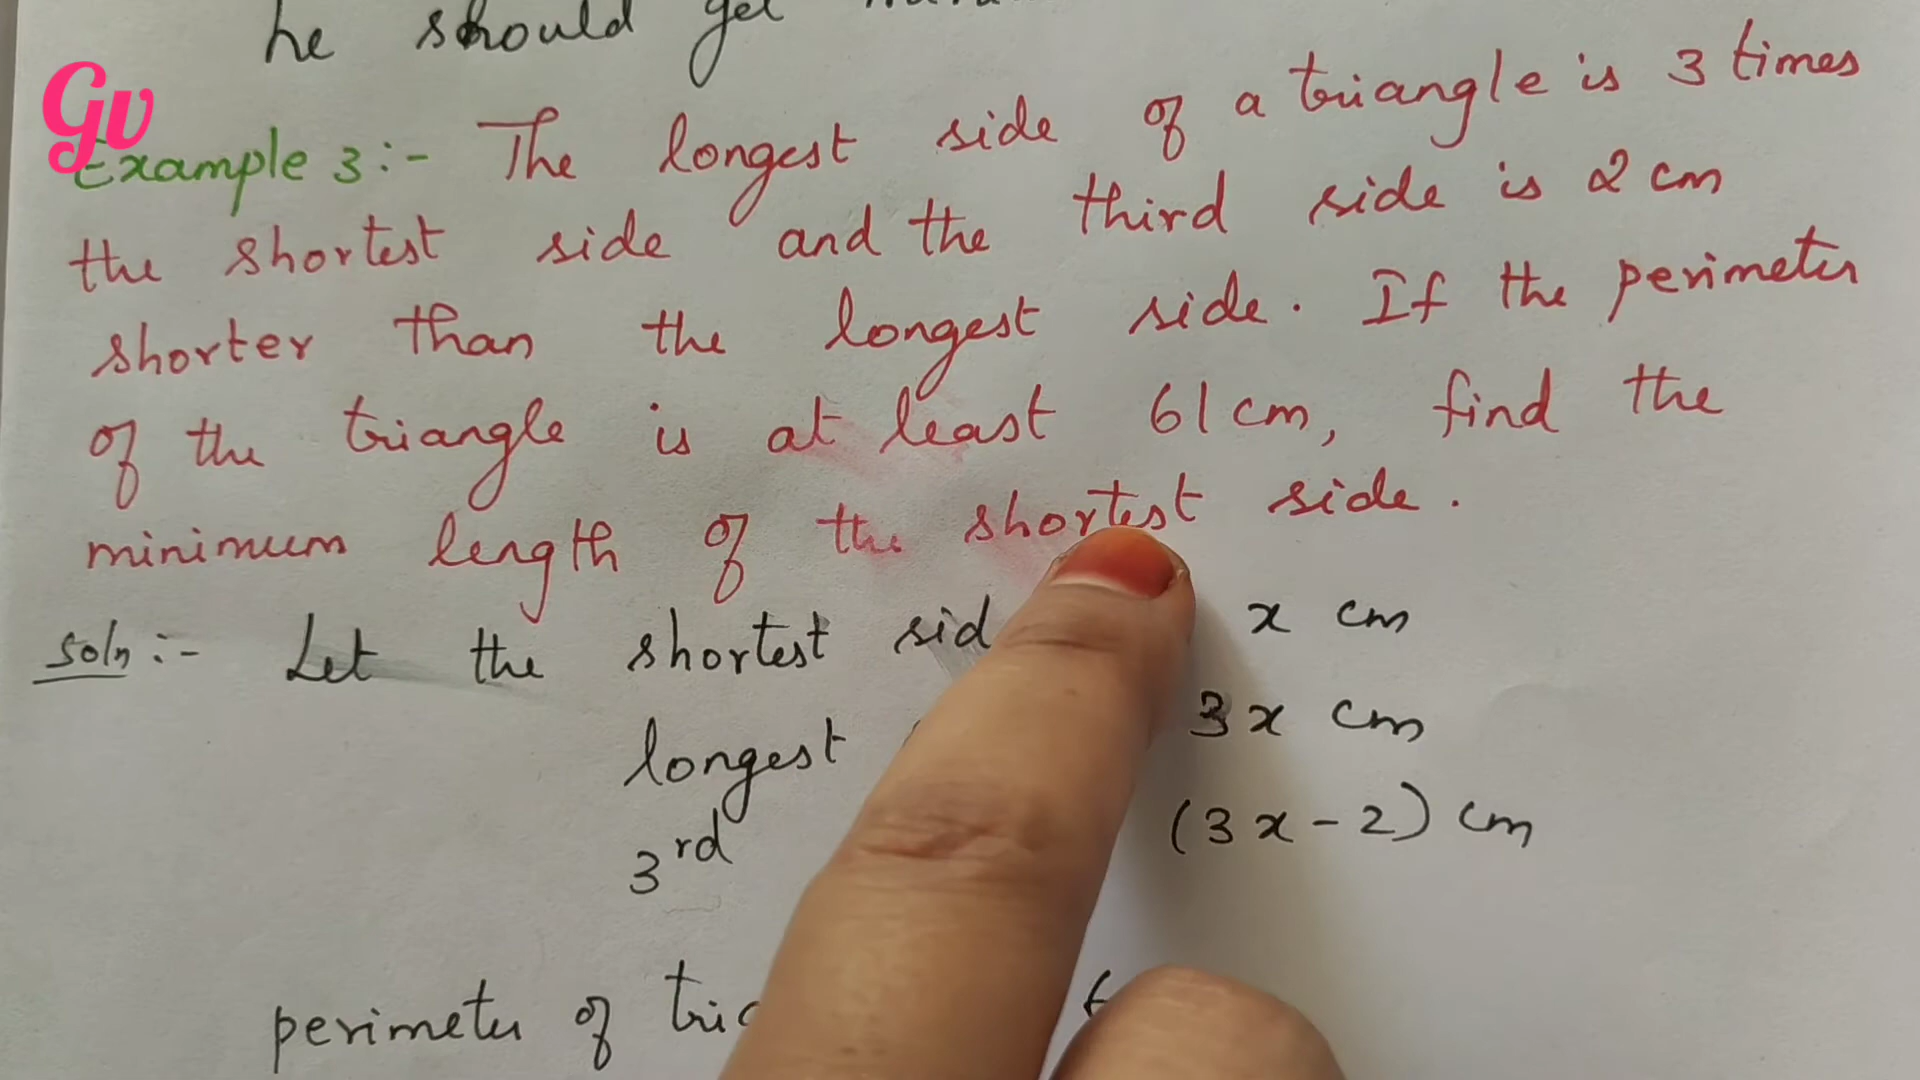 he should get
Gv
Example 3:- The longest side of a triangle is 3 times
the shortest side and the third side is 2 cm
shorter than the longest side. If the perimeter
of the triangle is at least 61 cm, find the
minimum length of the shortest side.
Soln:- Let the shortest sid x cm
longest 3x cm
3rd (3x-2) cm
perimeter of